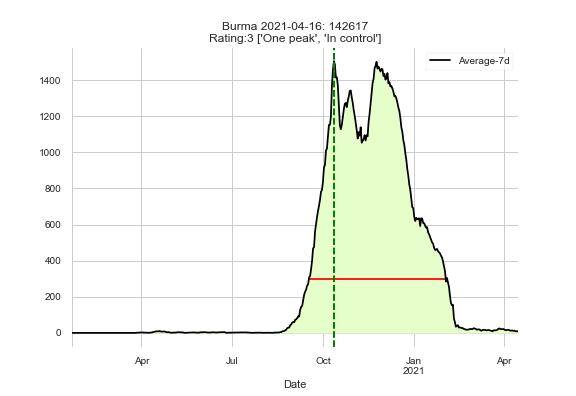 Burma 2021-04-16: 142617
Rating:3 ['One peak', 'In control']
Average-7d
1400
1200
1000
800
600
400
200
0
Apr Jul Oct Jan Apr
2021
Date